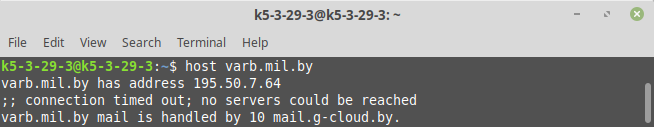 k5-3-29-3@k5-3-29-3: ~
File Edit View Search Terminal Help
k5-3-29-3@k5-3-29-3:~$ host varb.mil.by
varb.mil.by has address 195.50.7.64
;; connection timed out; no servers could be reached
varb.mil.by mail is handled by 10 mail.g-cloud.by.